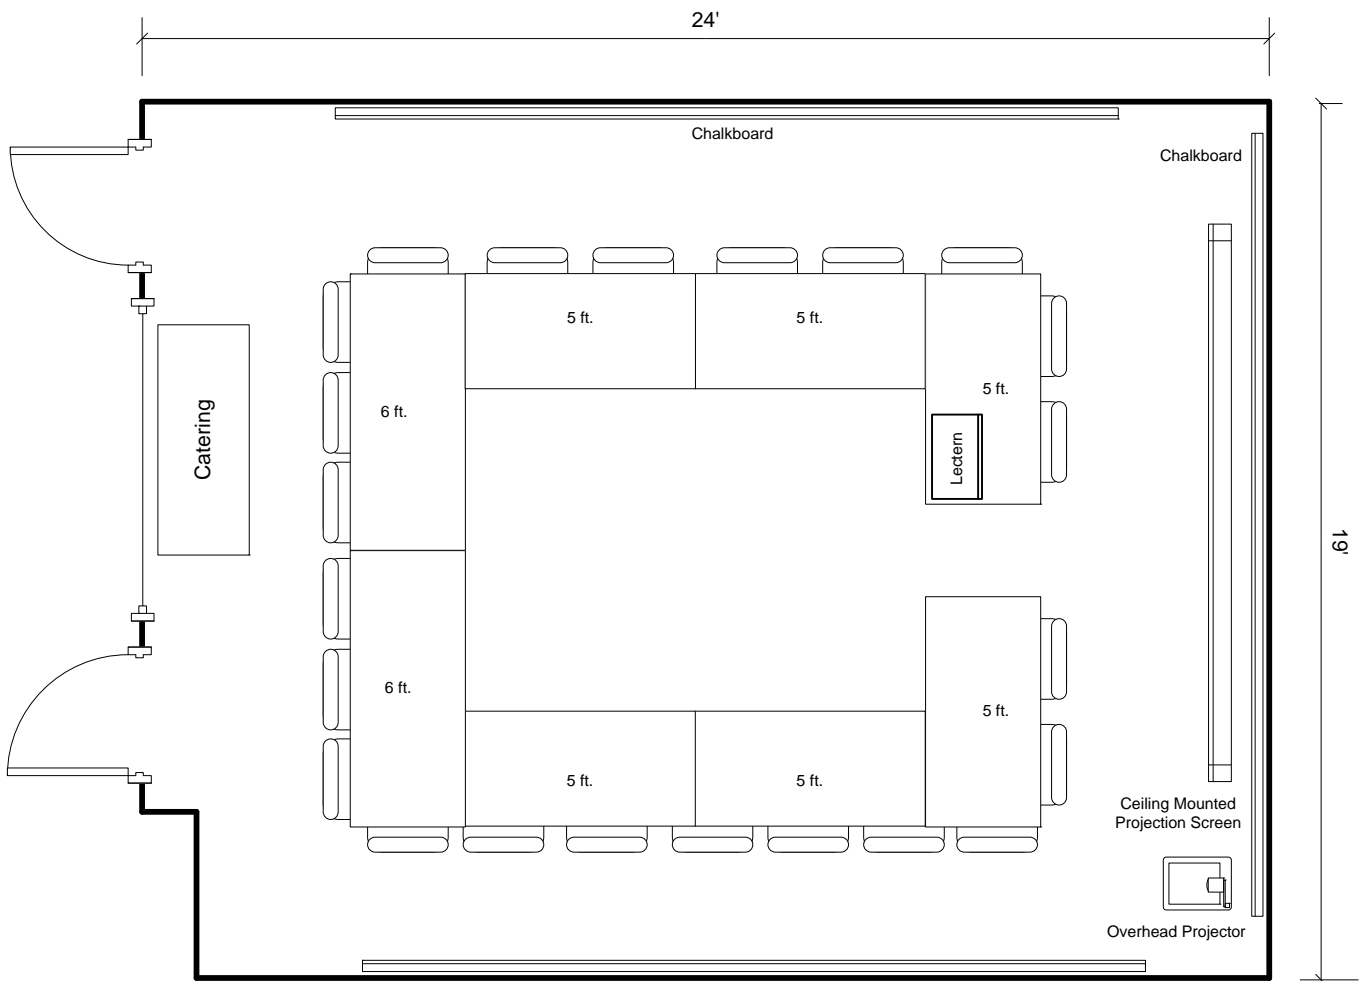 24'
Chalkboard
Chalkboard
5 ft.
5 ft.
5 ft.
6 ft.
Catering
Lectern
19'
6 ft.
5 ft.
5 ft.
5 ft.
Ceiling Mounted
Projection Screen
Overhead Projector